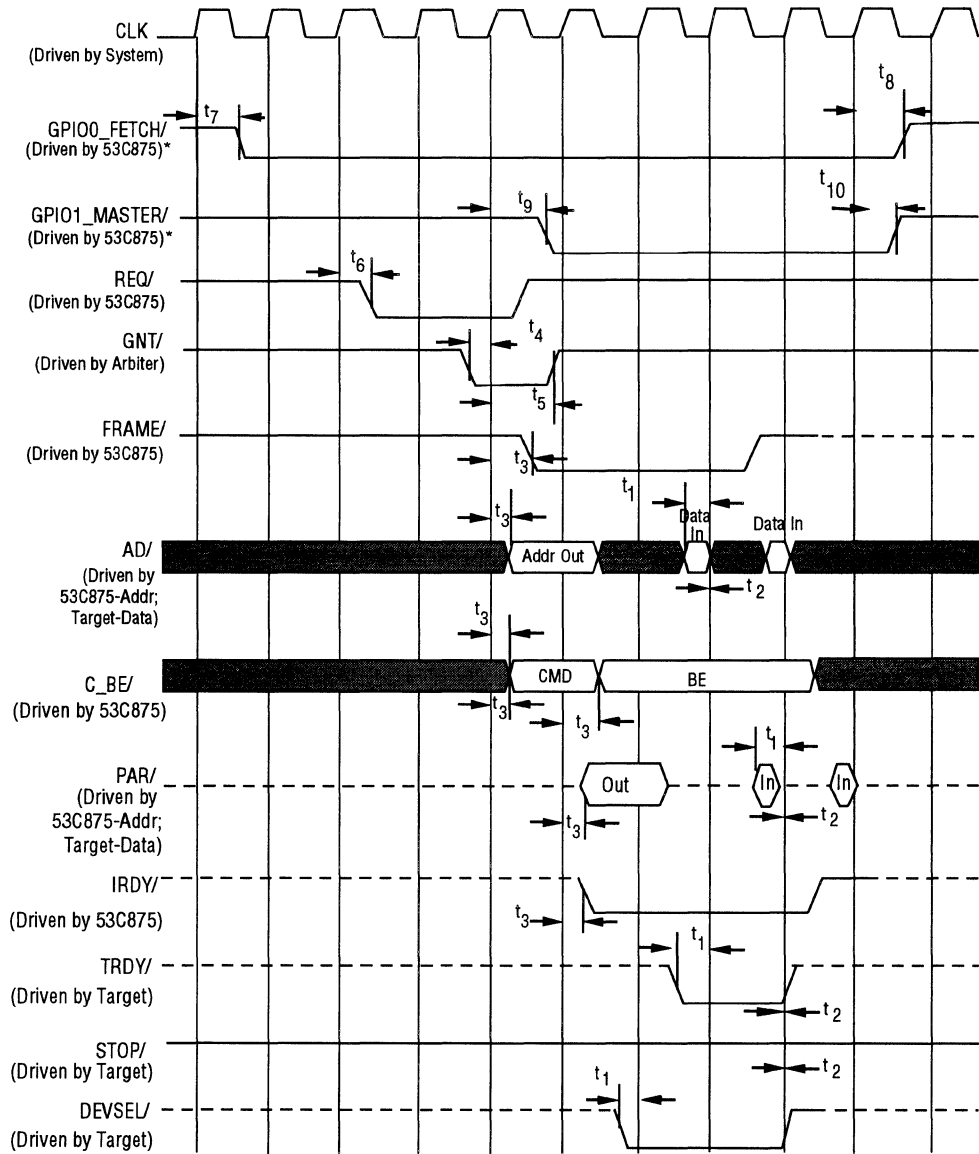 CLK
(Driven by System)
t7
t8
GPIO0_FETCH/
(Driven by 53C875)*
t9
t10
GPIO1_MASTER/
(Driven by 53C875)*
t6
REQ/
(Driven by 53C875)
t4
GNT/
(Driven by Arbiter)
t5
FRAME/
(Driven by 53C875)
t3
t1
t3
Data In
Data In
AD/
Addr Out
(Driven by
53C875-Addr;
Target-Data)
t2
t3
C_BE/
CMD
BE
(Driven by 53C875)
t3
t3
t1
PAR/
Out
In
In
(Driven by
53C875-Addr;
Target-Data)
t3
t2
IRDY/
(Driven by 53C875)
t3
t1
TRDY/
(Driven by Target)
t2
STOP/
(Driven by Target)
t2
t1
DEVSEL/
(Driven by Target)